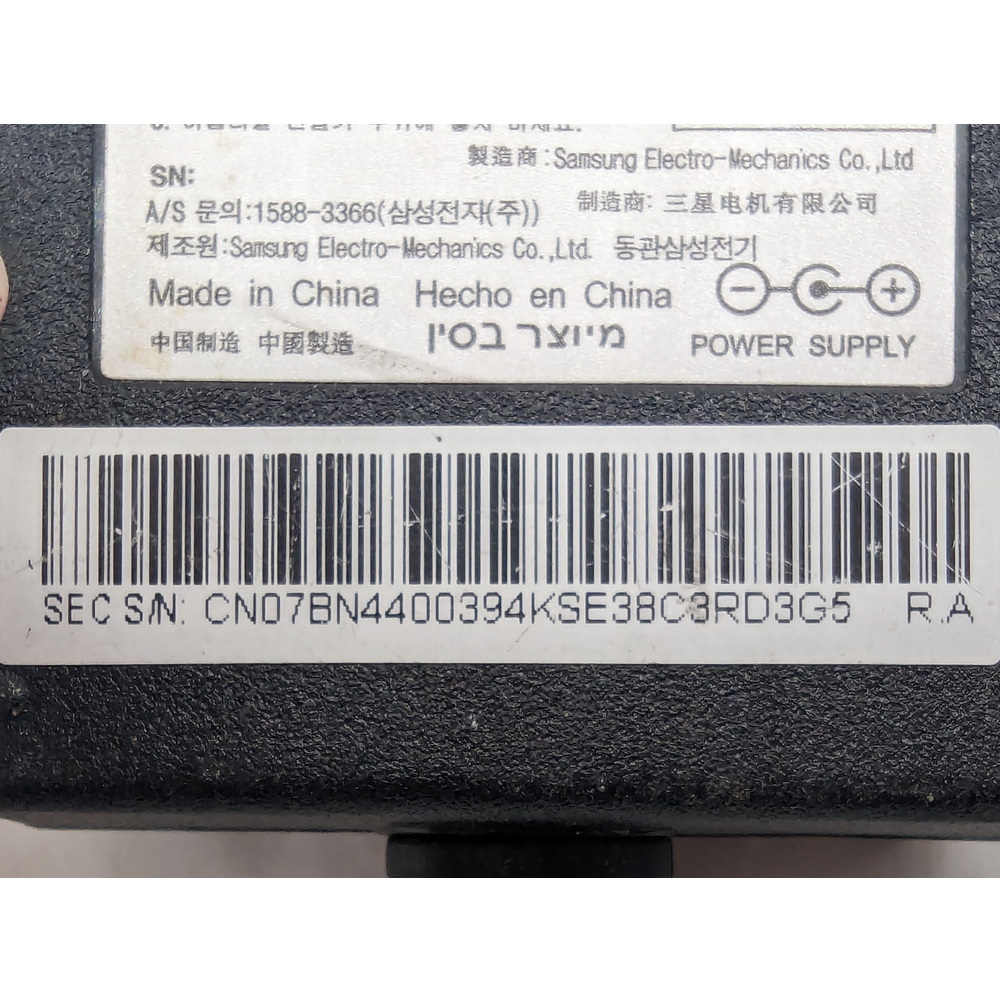 製造商:Samsung Electro-Mechanics Co.,Ltd
SN:
A/S 문의:1588-3366(삼성전자(주))
制造商: 三星电机有限公司
제조원:Samsung Electro-Mechanics Co.,Ltd. 동관삼성전기
Made in China Hecho en China
中国制造 中國製造 מיוצר בסין
POWER SUPPLY
SEC S/N: CN07BN4400394KSE38C3RD3G5 R.A